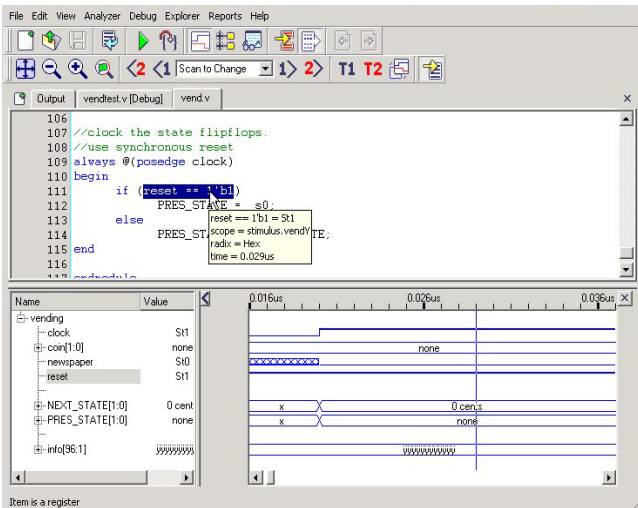 File Edit View Analyzer Debug Explorer Reports Help
2 1 Scan to Change 1 2 T1 T2
Output vendtest.v [Debug] vend.v
106
107 //clock the state flipflops.
108 //use synchronous reset
109 always @(posedge clock)
110 begin
111 if (reset == 1'b1)
112 PRES_STATE = s0;
113 else
114 PRES_ST TE;
115 end
116
117 endmodule
reset == 1'b1 = St1
scope = stimulus.vendY
radix = Hex
time = 0.029us
Name Value 0.016us 0.026us 0.036us
vending
clock St1
coin[1:0] none none
newspaper St0
reset St1
NEXT_STATE[1:0] 0 cent x 0 cents
PRES_STATE[1:0] none x none
info[96:1] ÿÿÿÿÿÿÿÿ ÿÿÿÿÿÿÿÿÿÿÿÿ
Item is a register